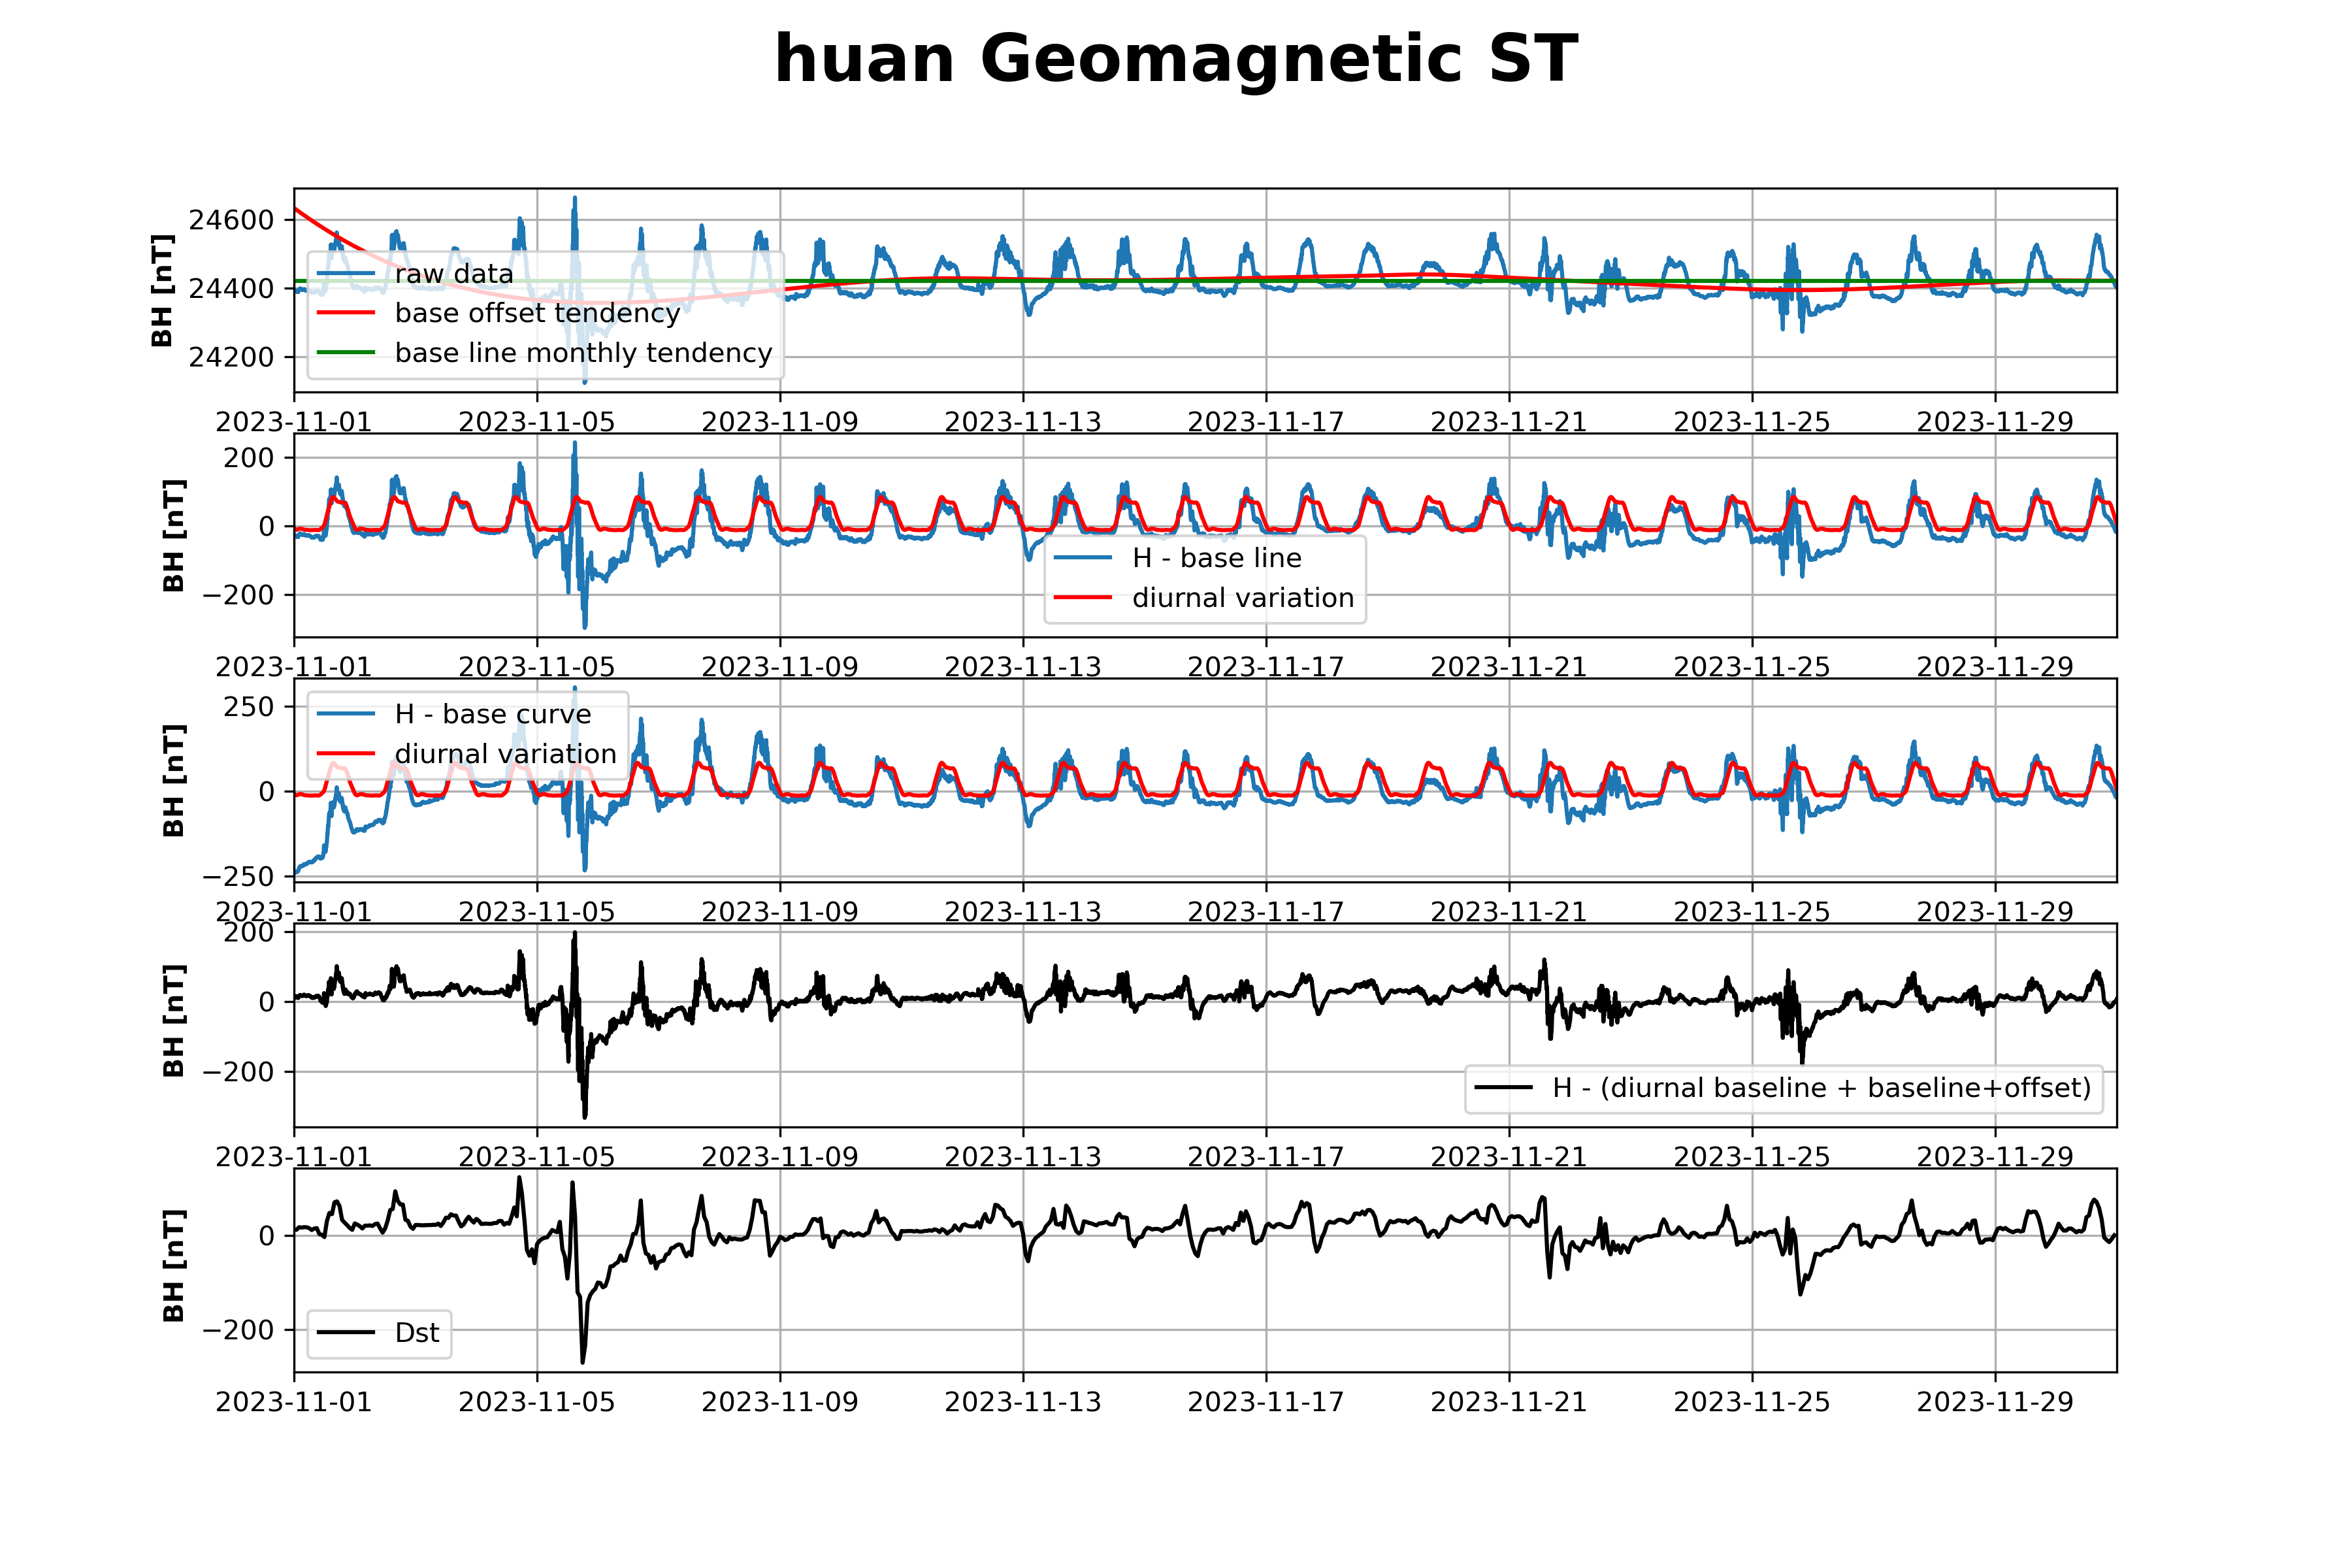 huan Geomagnetic ST
BH [nT]
24600
24400
24200
raw data
base offset tendency
base line monthly tendency
2023-11-01 2023-11-05 2023-11-09 2023-11-13 2023-11-17 2023-11-21 2023-11-25 2023-11-29
BH [nT]
200
0
−200
H - base line
diurnal variation
2023-11-01 2023-11-05 2023-11-09 2023-11-13 2023-11-17 2023-11-21 2023-11-25 2023-11-29
BH [nT]
250
0
−250
H - base curve
diurnal variation
2023-11-01 2023-11-05 2023-11-09 2023-11-13 2023-11-17 2023-11-21 2023-11-25 2023-11-29
BH [nT]
200
0
−200
H - (diurnal baseline + baseline+offset)
2023-11-01 2023-11-05 2023-11-09 2023-11-13 2023-11-17 2023-11-21 2023-11-25 2023-11-29
BH [nT]
0
−200
Dst
2023-11-01 2023-11-05 2023-11-09 2023-11-13 2023-11-17 2023-11-21 2023-11-25 2023-11-29